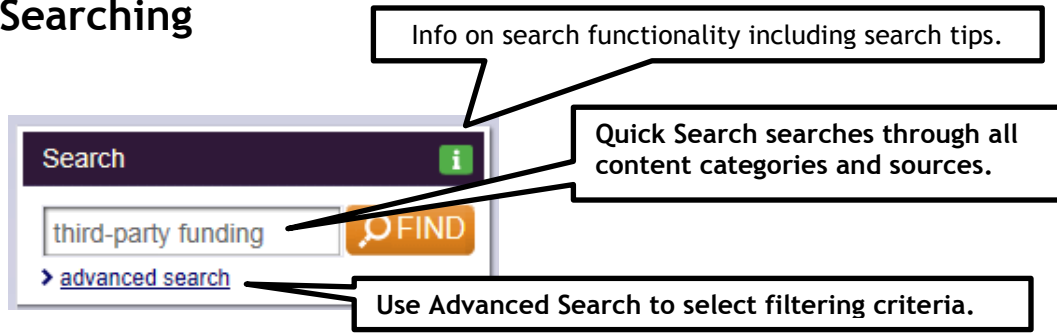 Searching
Info on search functionality including search tips.
Quick Search searches through all
content categories and sources.
Search
i
third-party funding
FIND
advanced search
Use Advanced Search to select filtering criteria.